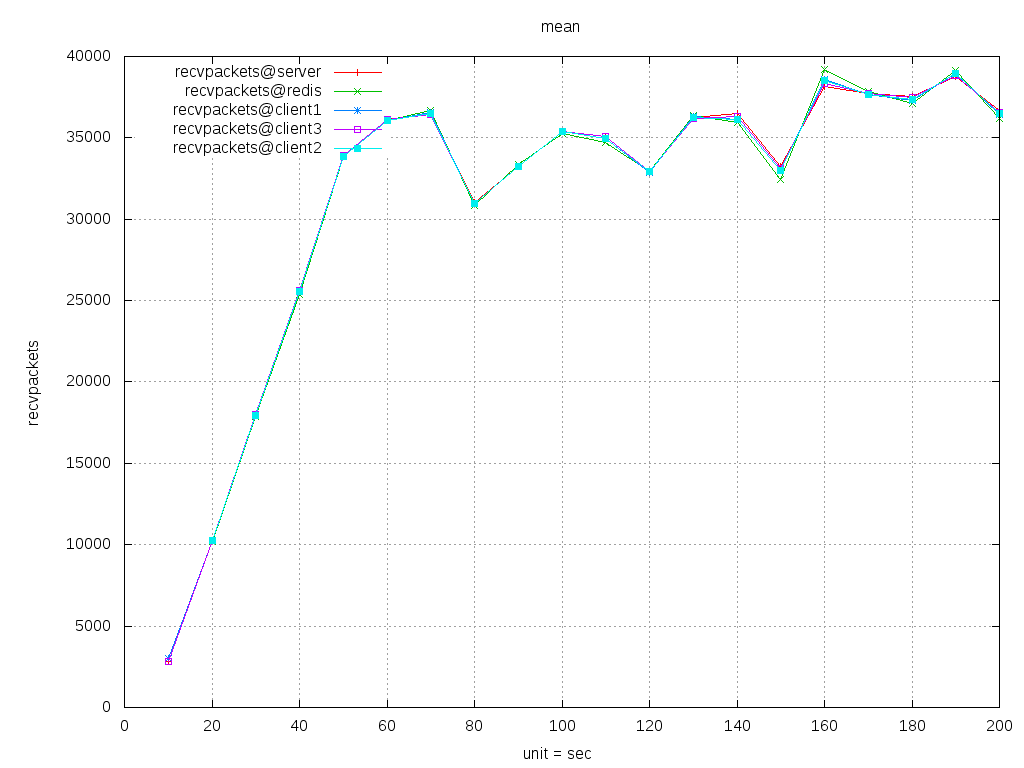 mean
40000
35000
30000
25000
20000
15000
10000
5000
0
recvpackets@server
recvpackets@redis
recvpackets@client1
recvpackets@client3
recvpackets@client2
recvpackets
0 20 40 60 80 100 120 140 160 180 200
unit = sec